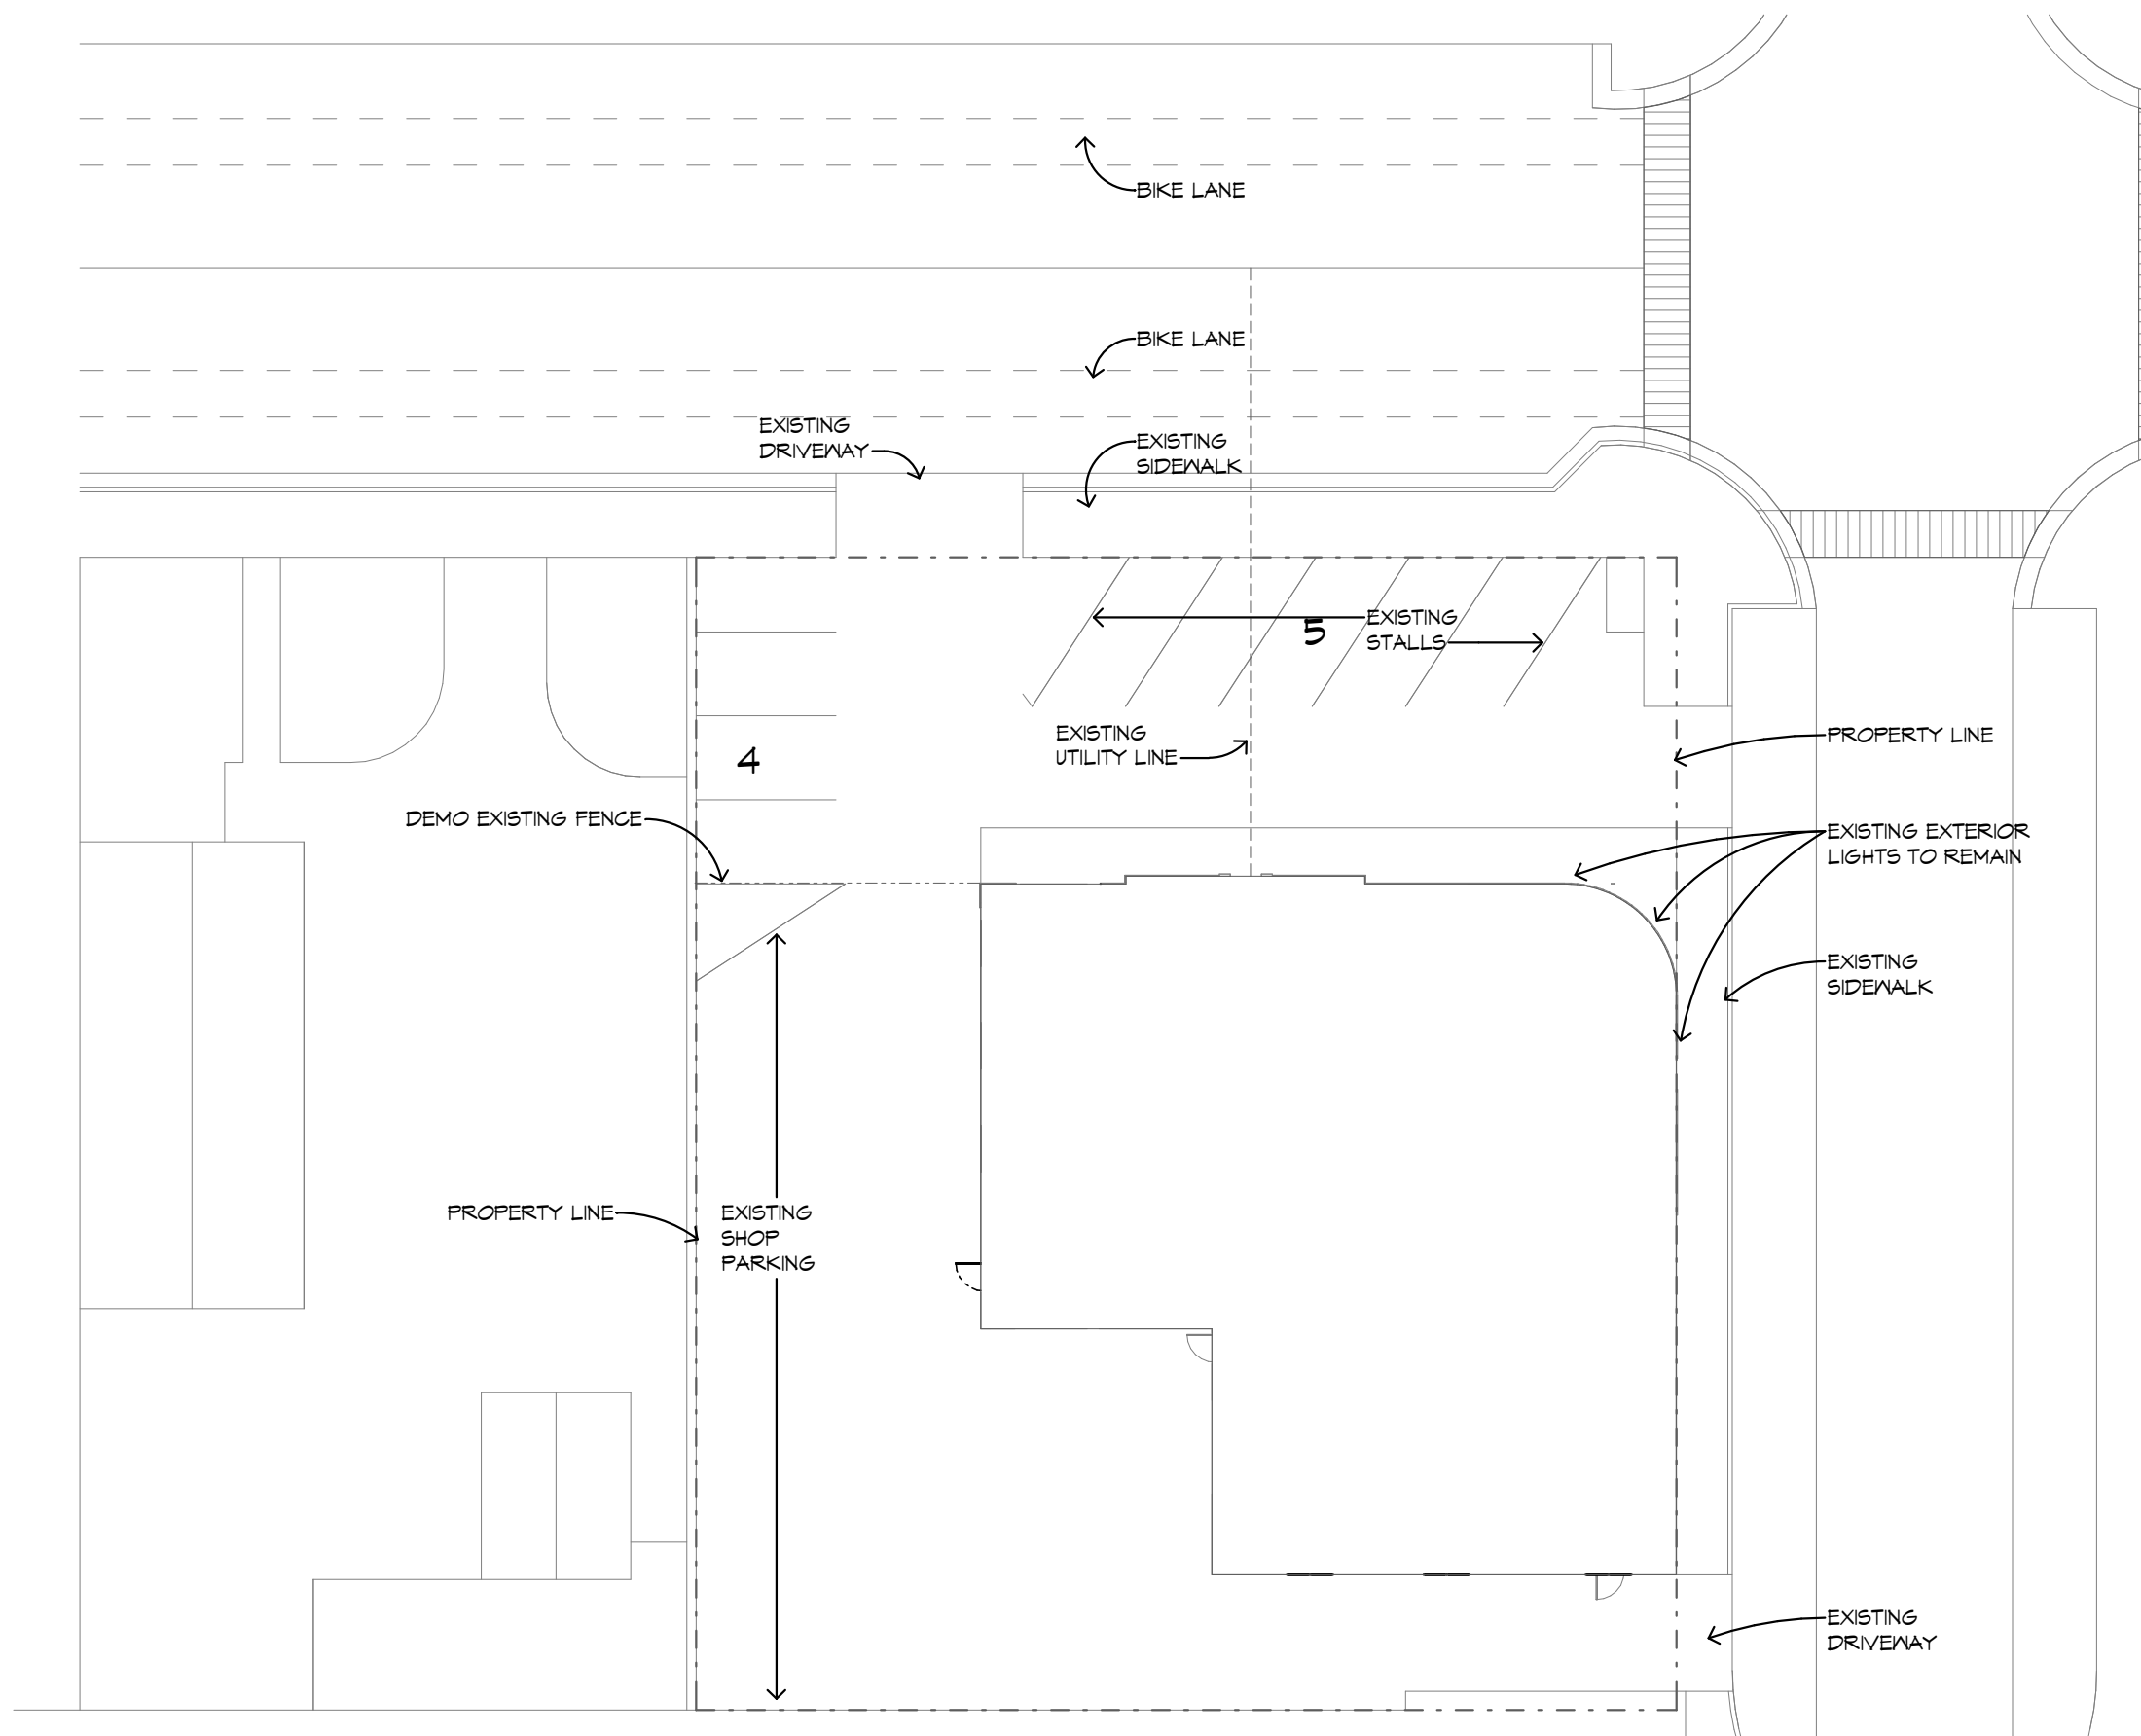 BIKE LANE
BIKE LANE
EXISTING
DRIVEWAY
EXISTING
SIDEWALK
EXISTING
STALLS
5
EXISTING
UTILITY LINE
4
PROPERTY LINE
DEMO EXISTING FENCE
EXISTING EXTERIOR
LIGHTS TO REMAIN
EXISTING
SIDEWALK
PROPERTY LINE
EXISTING
SHOP
PARKING
EXISTING
DRIVEWAY